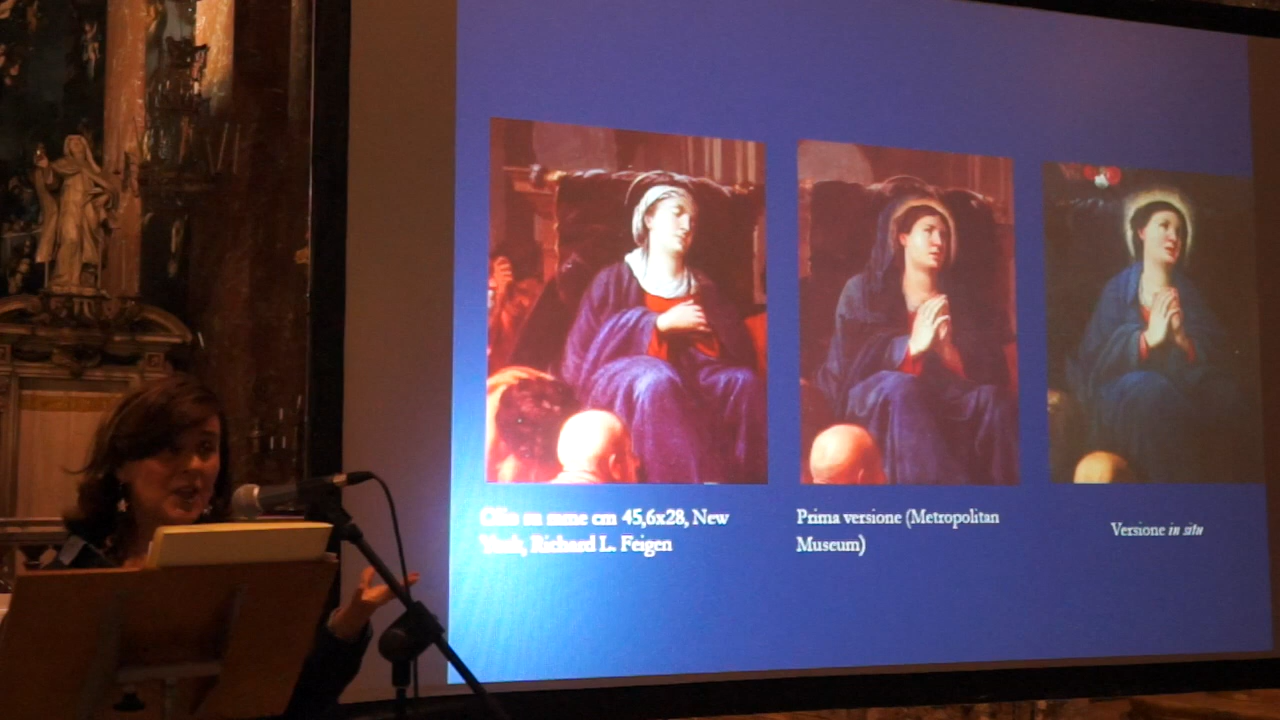 Olio su rame cm 45,6x28, New
York, Richard L. Feigen
Prima versione (Metropolitan
Museum)
Versione in situ